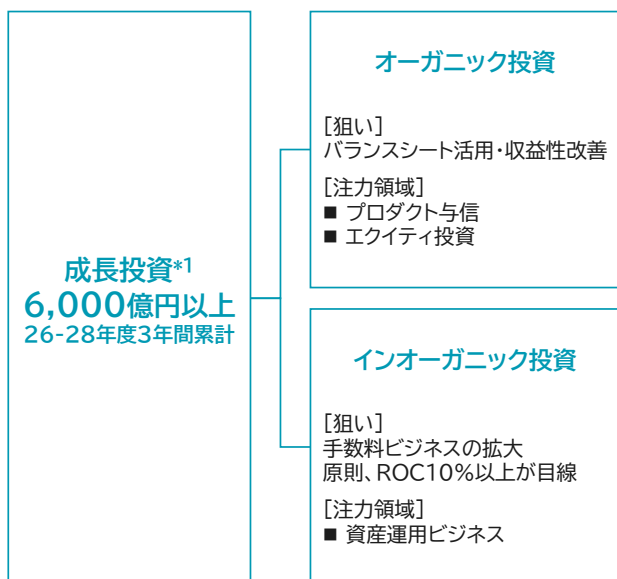 成長投資*1
6,000億円以上
26-28年度3年間累計
オーガニック投資
[狙い]
バランスシート活用・収益性改善
[注力領域]
■ プロダクト与信
■ エクイティ投資
インオーガニック投資
[狙い]
手数料ビジネスの拡大
原則、ROC10%以上が目線
[注力領域]
■ 資産運用ビジネス